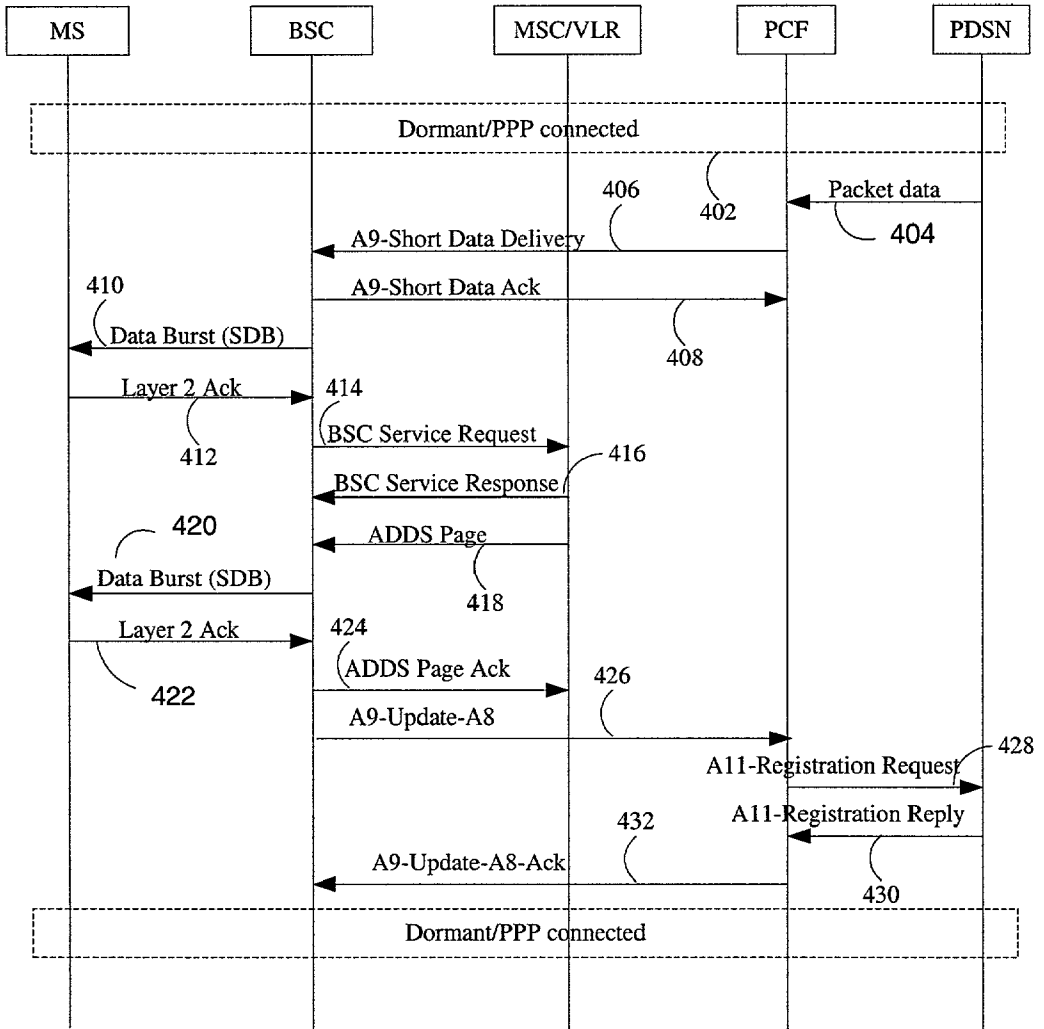 MS BSC MSC/VLR PCF PDSN
Dormant/PPP connected
402
406
Packet data
404
A9-Short Data Delivery
A9-Short Data Ack
408
410
Data Burst (SDB)
Layer 2 Ack
412
414
BSC Service Request
416
BSC Service Response
ADDS Page
418
420
Data Burst (SDB)
Layer 2 Ack
422
424
ADDS Page Ack
426
A9-Update-A8
428
A11-Registration Request
A11-Registration Reply
430
432
A9-Update-A8-Ack
Dormant/PPP connected